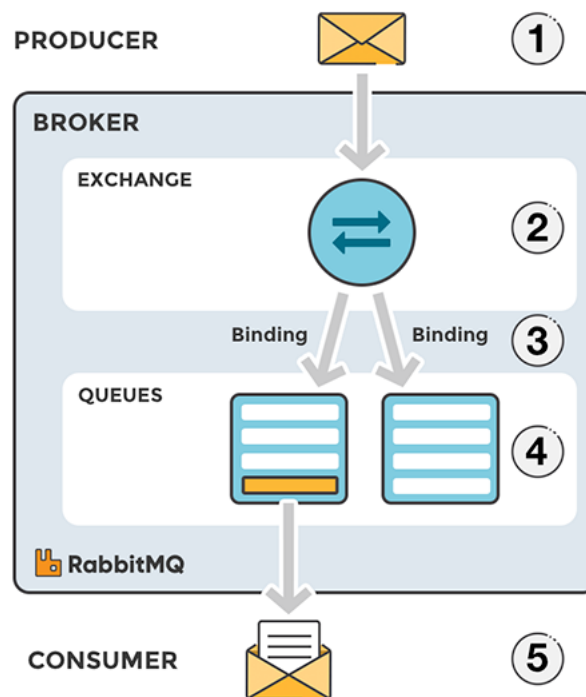 PRODUCER
1
BROKER
EXCHANGE
2
Binding
Binding
3
QUEUES
4
RabbitMQ
CONSUMER
5